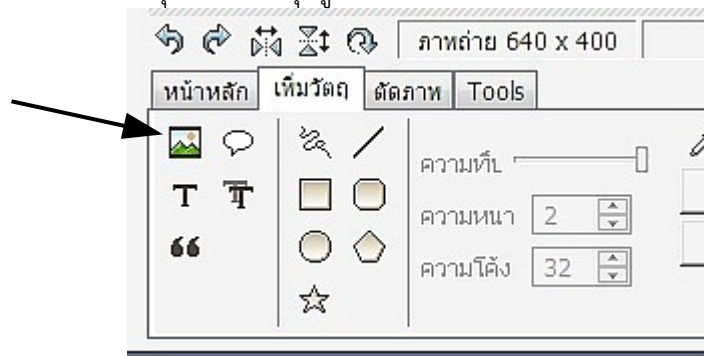 ภาพถ่าย 640 x 400
หน้าหลัก เพิ่มวัตถุ ตัดภาพ Tools
ความทึบ
T T
ความหนา 2
ความโค้ง 32